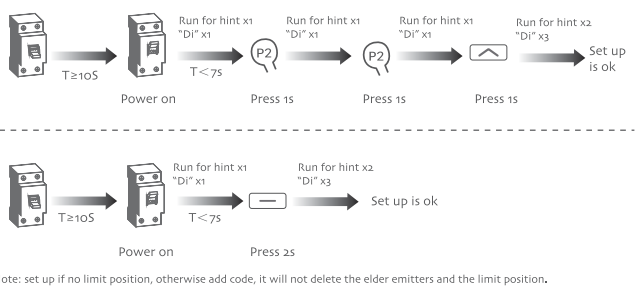 Run for hint x1
"Di" x1
Run for hint x1
"Di" x1
Run for hint x1
"Di" x1
Run for hint x2
"Di" x3
P2
P2
Set up
is ok
T≥10S
T<7s
Power on
Press 1s
Press 1s
Press 1s
Run for hint x1
"Di" x1
Run for hint x2
"Di" x3
Set up is ok
T≥10S
T<7s
Power on
Press 2s
ote: set up if no limit position, otherwise add code, it will not delete the elder emitters and the limit position.